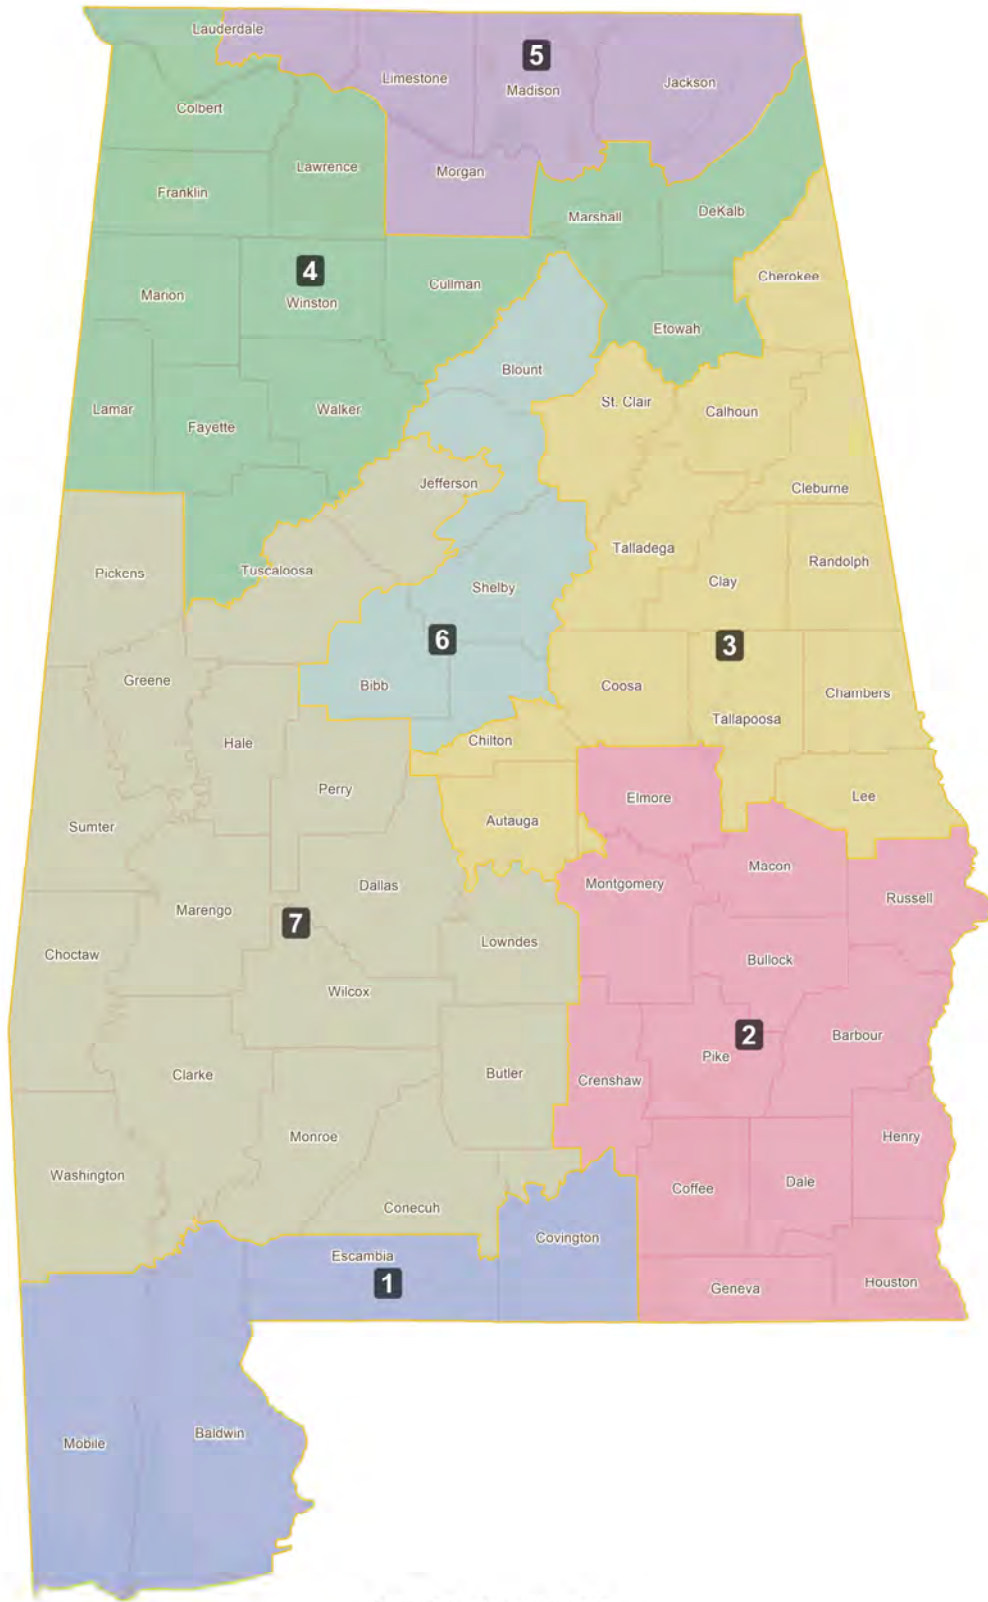 Lauderdale
5
Limestone
Madison
Jackson
Colbert
Lawrence
Morgan
Franklin
Marshall
DeKalb
4
Cherokee
Marion
Winston
Cullman
Etowah
Blount
St. Clair
Lamar
Fayette
Walker
Calhoun
Jefferson
Cleburne
Pickens
Tuscaloosa
Talladega
Randolph
Shelby
Clay
6
3
Greene
Bibb
Coosa
Chambers
Tallapoosa
Hale
Chilton
Perry
Elmore
Lee
Sumter
Autauga
Macon
Dallas
Montgomery
Russell
Marengo
7
Choctaw
Lowndes
Bullock
Wilcox
2
Barbour
Clarke
Butler
Crenshaw
Pike
Monroe
Henry
Washington
Conecuh
Coffee
Dale
Escambia
Covington
1
Geneva
Houston
Mobile
Baldwin